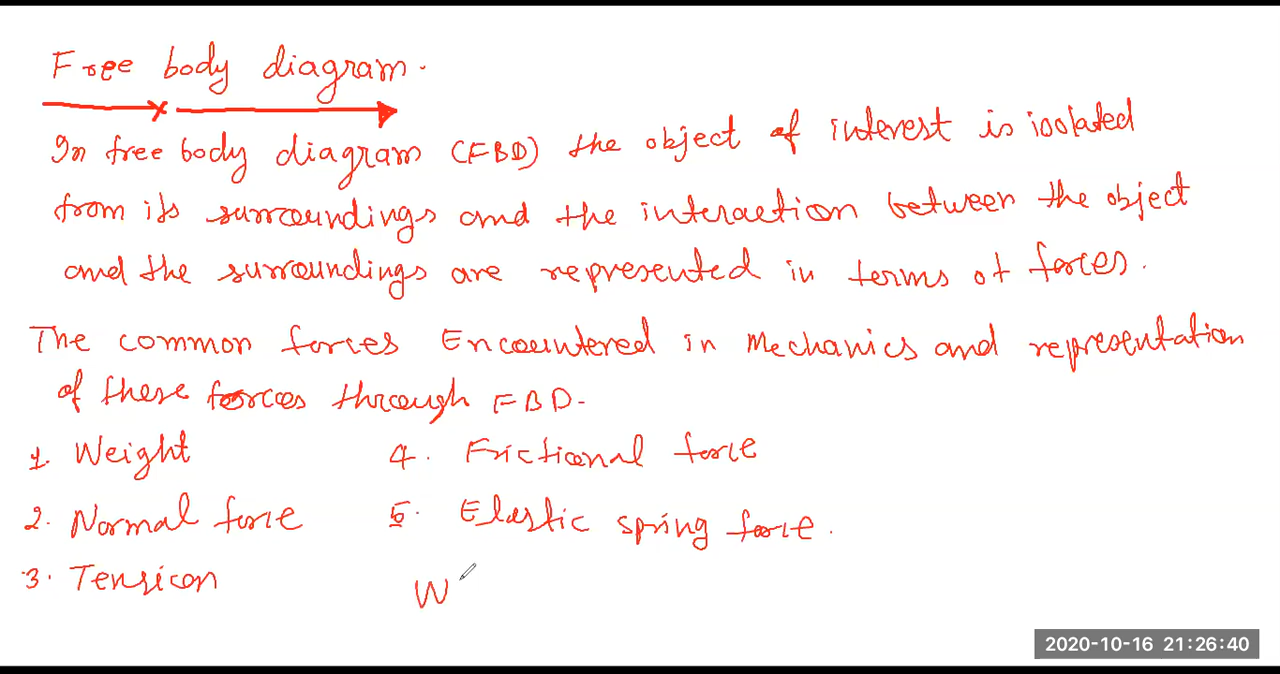 Free body diagram.
In free body diagram (FBD) the object of interest is isolated
from its surroundings and the interaction between the object
and the surroundings are represented in terms of forces.
The common forces Encountered in Mechanics and representation
of these forces through FBD.
1. Weight
2. Normal force
3. Tension
4. Frictional force
5. Elastic spring force.
W
2020-10-16 21:26:40